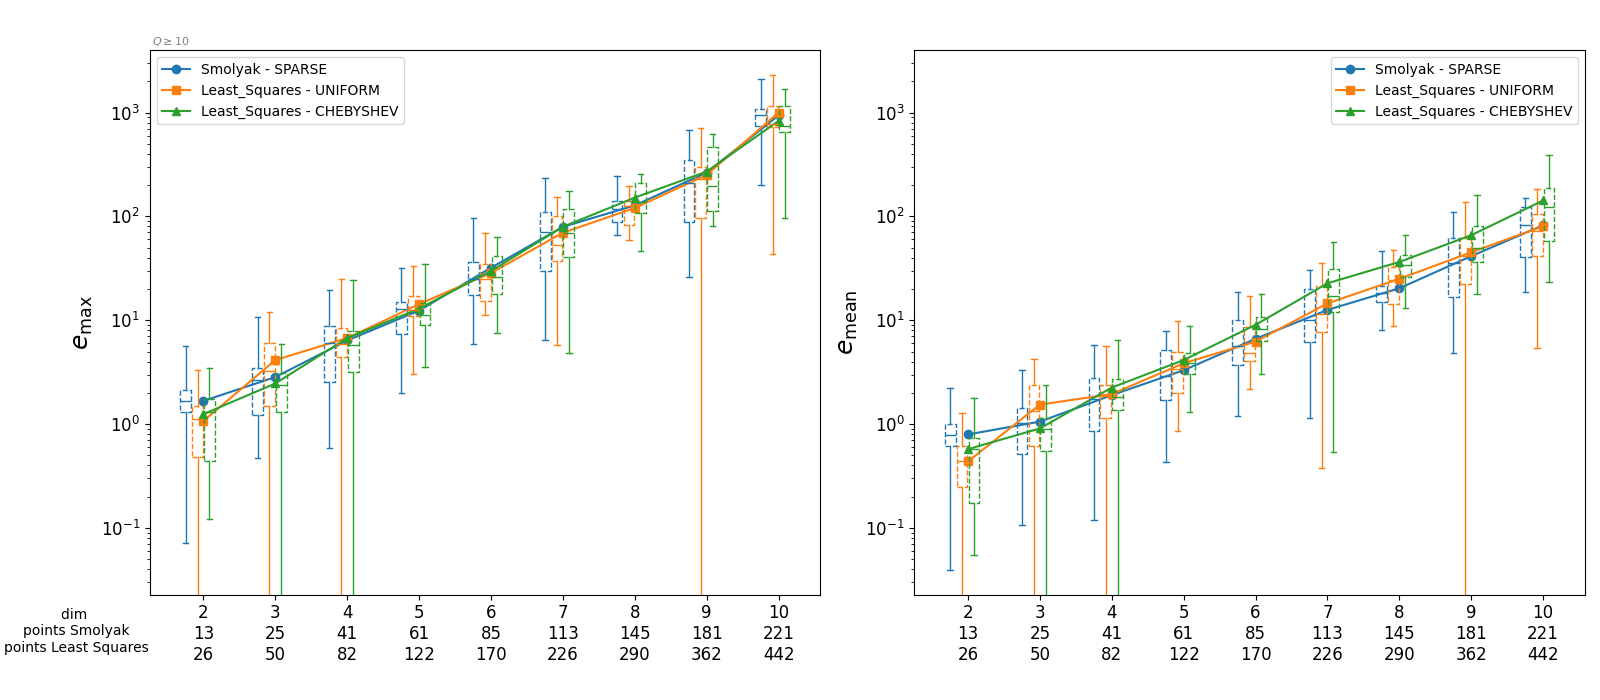 Q ≥ 10
Smolyak - SPARSE
Least_Squares - UNIFORM
Least_Squares - CHEBYSHEV
10³
10²
10¹
10⁰
10⁻¹
e_max
dim 2 3 4 5 6 7 8 9 10
points Smolyak 13 25 41 61 85 113 145 181 221
points Least Squares 26 50 82 122 170 226 290 362 442
Smolyak - SPARSE
Least_Squares - UNIFORM
Least_Squares - CHEBYSHEV
10³
10²
10¹
10⁰
10⁻¹
e_mean
2 3 4 5 6 7 8 9 10
13 25 41 61 85 113 145 181 221
26 50 82 122 170 226 290 362 442